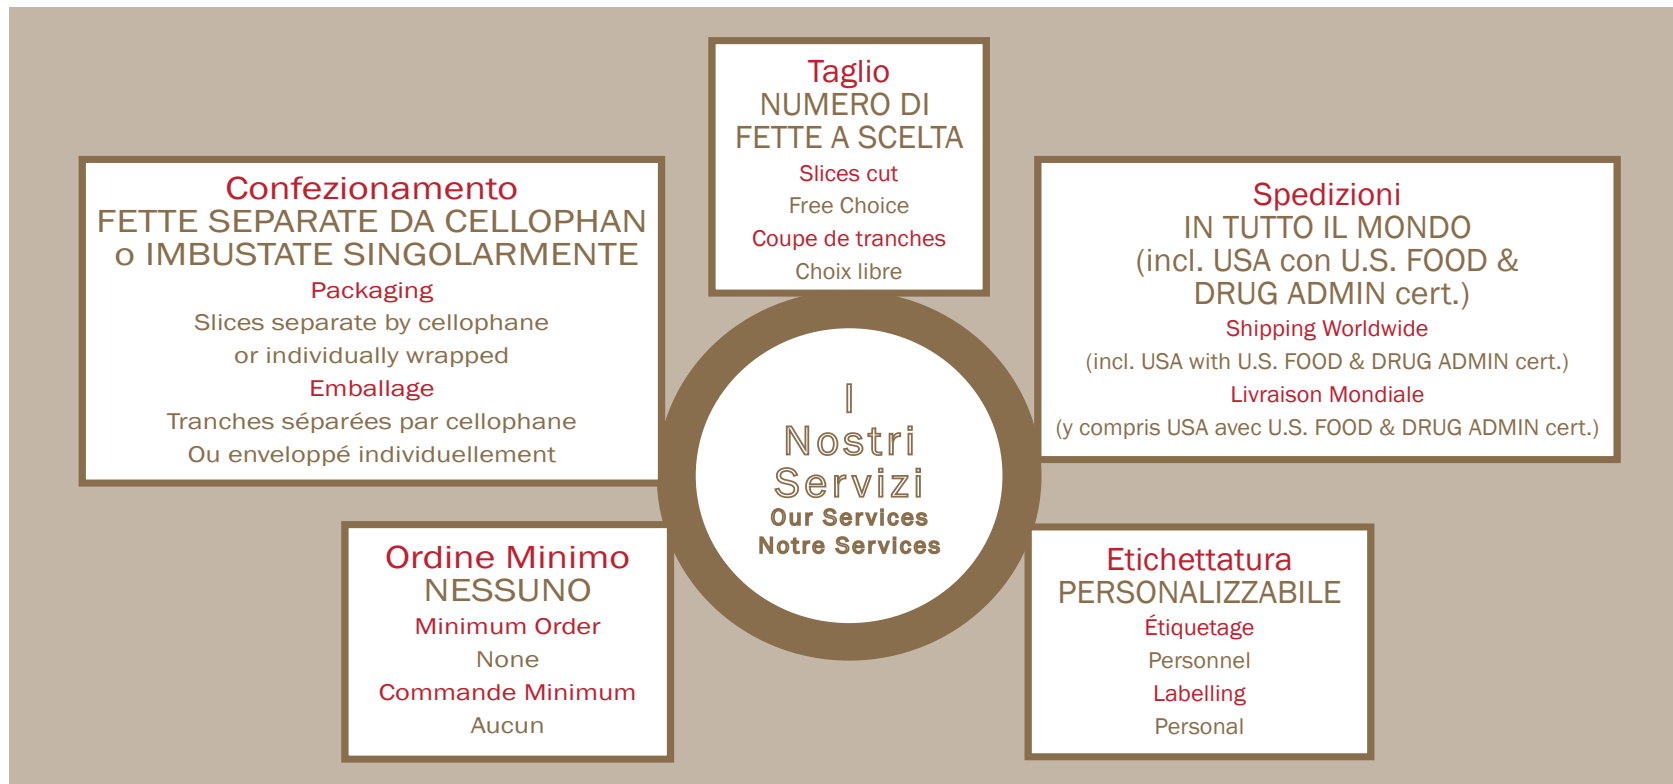 Taglio
NUMERO DI
FETTE A SCELTA
Slices cut
Free Choice
Coupe de tranches
Choix libre
Confezionamento
FETTE SEPARATE DA CELLOPHAN
o IMBUSTATE SINGOLARMENTE
Packaging
Slices separate by cellophane
or individually wrapped
Emballage
Tranches séparées par cellophane
Ou enveloppé individuellement
Spedizioni
IN TUTTO IL MONDO
(incl. USA con U.S. FOOD &
DRUG ADMIN cert.)
Shipping Worldwide
(incl. USA with U.S. FOOD & DRUG ADMIN cert.)
Livraison Mondiale
(y compris USA avec U.S. FOOD & DRUG ADMIN cert.)
I
Nostri
Servizi
Our Services
Notre Services
Ordine Minimo
NESSUNO
Minimum Order
None
Commande Minimum
Aucun
Etichettatura
PERSONALIZZABILE
Étiquetage
Personnel
Labelling
Personal